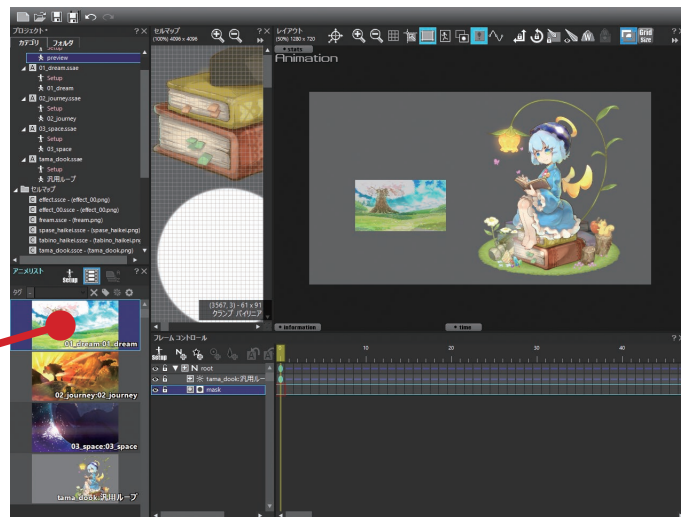 プロジェクト*
カテゴリ フォルダ
preview
01_dream.ssae
Setup
01_dream
02_journey.ssae
Setup
02_journey
03_space.ssae
Setup
03_space
tama_dook.ssae
Setup
汎用ループ
セルマップ
effect.ssce - (effect_00.png)
effect_00.ssce - (effect_00.png)
fream.ssce - (fream.png)
spase_haikei.ssce - (spase_haikei.png)
tabino_haikei.ssce - (tabino_haikei.pn
tama_dook.ssce - (tama_dook.png)
アニメリスト
Setup
タグ
01_dream:01_dream
02_journey:02_journey
03_space:03_space
tama_dook:汎用ループ
セルマップ
(100%) 4096 x 4096
(3567, 3) - 61 x 91
クランプ バイリニア
レイアウト
(50%) 1280 x 720
Grid
Size
stats
Animation
information
time
フレームコントロール
Setup
10 20 30 40
N root
tama_dook:汎用ルー
mask